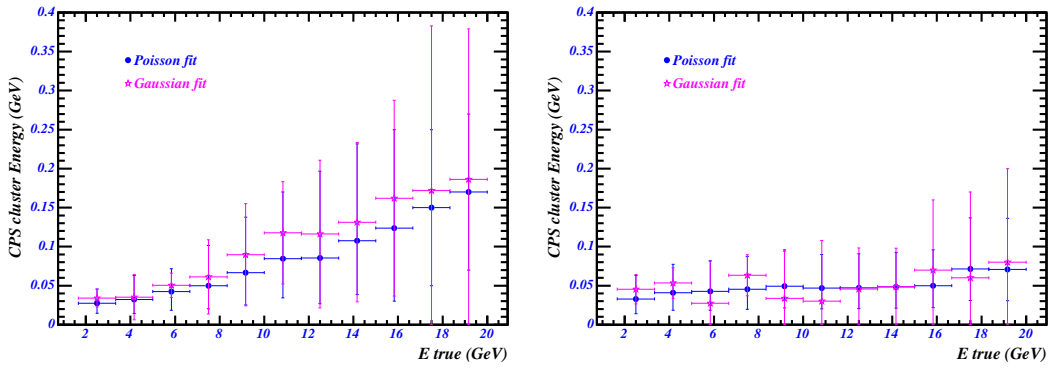 CPS cluster Energy (GeV)
0.4
0.35
0.3
0.25
0.2
0.15
0.1
0.05
0
Poisson fit
Gaussian fit
2 4 6 8 10 12 14 16 18 20
E true (GeV)
CPS cluster Energy (GeV)
0.4
0.35
0.3
0.25
0.2
0.15
0.1
0.05
0
Poisson fit
Gaussian fit
2 4 6 8 10 12 14 16 18 20
E true (GeV)